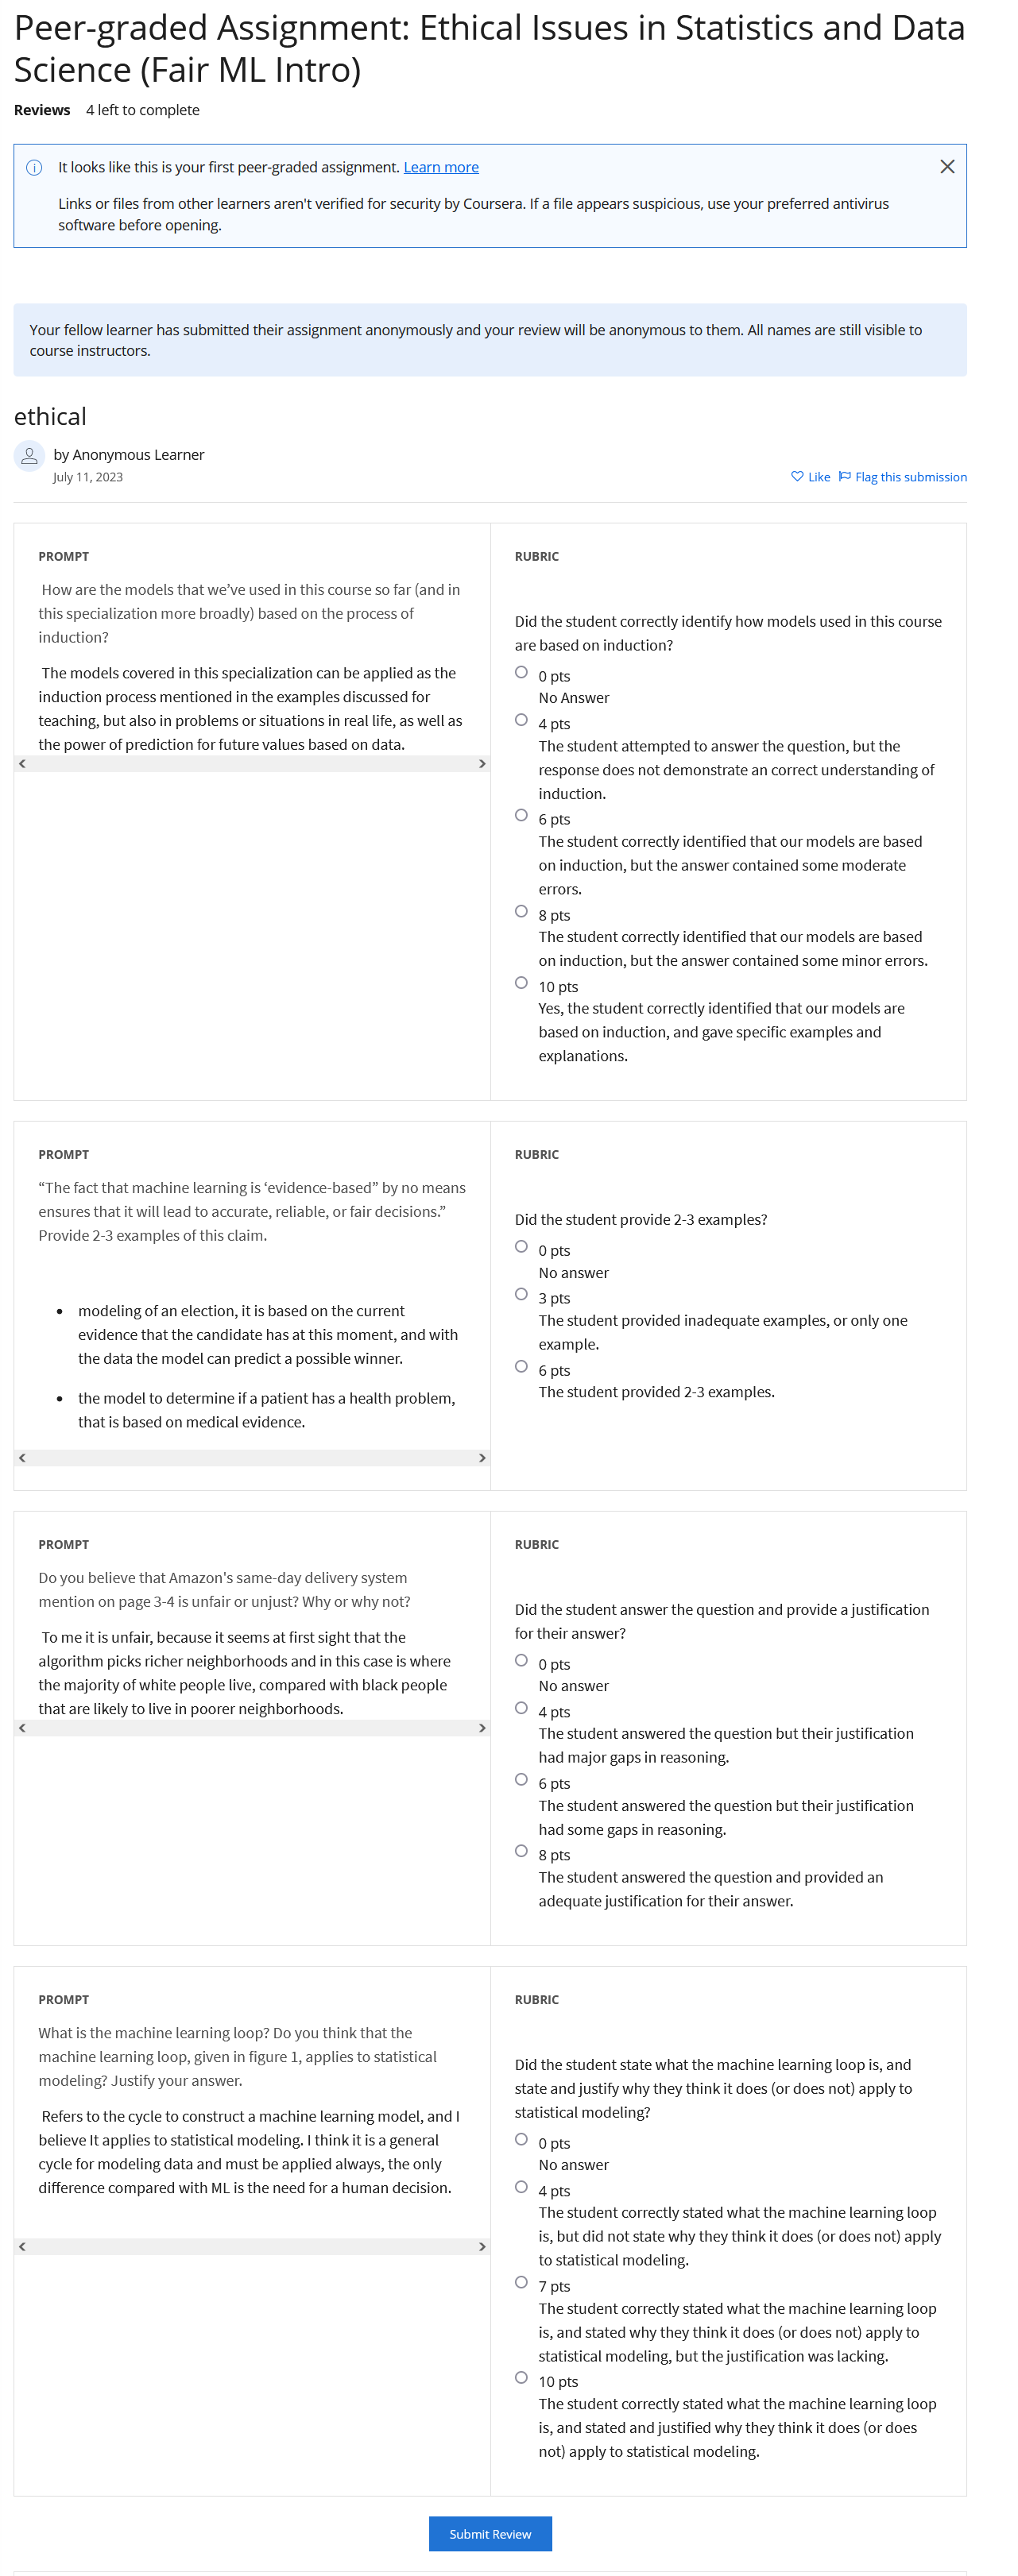 Peer-graded Assignment: Ethical Issues in Statistics and Data
Science (Fair ML Intro)
Reviews 4 left to complete
It looks like this is your first peer-graded assignment. Learn more
Links or files from other learners aren't verified for security by Coursera. If a file appears suspicious, use your preferred antivirus
software before opening.
Your fellow learner has submitted their assignment anonymously and your review will be anonymous to them. All names are still visible to
course instructors.
ethical
by Anonymous Learner
July 11, 2023
Like Flag this submission
PROMPT
How are the models that we’ve used in this course so far (and in
this specialization more broadly) based on the process of
induction?
The models covered in this specialization can be applied as the
induction process mentioned in the examples discussed for
teaching, but also in problems or situations in real life, as well as
the power of prediction for future values based on data.
RUBRIC
Did the student correctly identify how models used in this course
are based on induction?
0 pts
No Answer
4 pts
The student attempted to answer the question, but the
response does not demonstrate an correct understanding of
induction.
6 pts
The student correctly identified that our models are based
on induction, but the answer contained some moderate
errors.
8 pts
The student correctly identified that our models are based
on induction, but the answer contained some minor errors.
10 pts
Yes, the student correctly identified that our models are
based on induction, and gave specific examples and
explanations.
PROMPT
“The fact that machine learning is ‘evidence-based” by no means
ensures that it will lead to accurate, reliable, or fair decisions.”
Provide 2-3 examples of this claim.
• modeling of an election, it is based on the current
evidence that the candidate has at this moment, and with
the data the model can predict a possible winner.
• the model to determine if a patient has a health problem,
that is based on medical evidence.
RUBRIC
Did the student provide 2-3 examples?
0 pts
No answer
3 pts
The student provided inadequate examples, or only one
example.
6 pts
The student provided 2-3 examples.
PROMPT
Do you believe that Amazon's same-day delivery system
mention on page 3-4 is unfair or unjust? Why or why not?
To me it is unfair, because it seems at first sight that the
algorithm picks richer neighborhoods and in this case is where
the majority of white people live, compared with black people
that are likely to live in poorer neighborhoods.
RUBRIC
Did the student answer the question and provide a justification
for their answer?
0 pts
No answer
4 pts
The student answered the question but their justification
had major gaps in reasoning.
6 pts
The student answered the question but their justification
had some gaps in reasoning.
8 pts
The student answered the question and provided an
adequate justification for their answer.
PROMPT
What is the machine learning loop? Do you think that the
machine learning loop, given in figure 1, applies to statistical
modeling? Justify your answer.
Refers to the cycle to construct a machine learning model, and I
believe It applies to statistical modeling. I think it is a general
cycle for modeling data and must be applied always, the only
difference compared with ML is the need for a human decision.
RUBRIC
Did the student state what the machine learning loop is, and
state and justify why they think it does (or does not) apply to
statistical modeling?
0 pts
No answer
4 pts
The student correctly stated what the machine learning loop
is, but did not state why they think it does (or does not) apply
to statistical modeling.
7 pts
The student correctly stated what the machine learning loop
is, and stated why they think it does (or does not) apply to
statistical modeling, but the justification was lacking.
10 pts
The student correctly stated what the machine learning loop
is, and stated and justified why they think it does (or does
not) apply to statistical modeling.
Submit Review